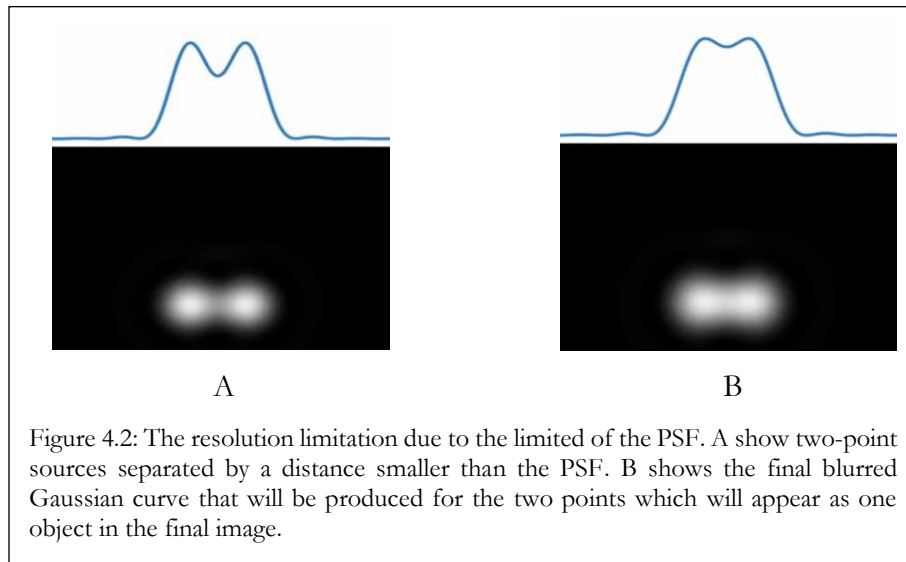 A
B
Figure 4.2: The resolution limitation due to the limited of the PSF. A show two-point
sources separated by a distance smaller than the PSF. B shows the final blurred
Gaussian curve that will be produced for the two points which will appear as one
object in the final image.